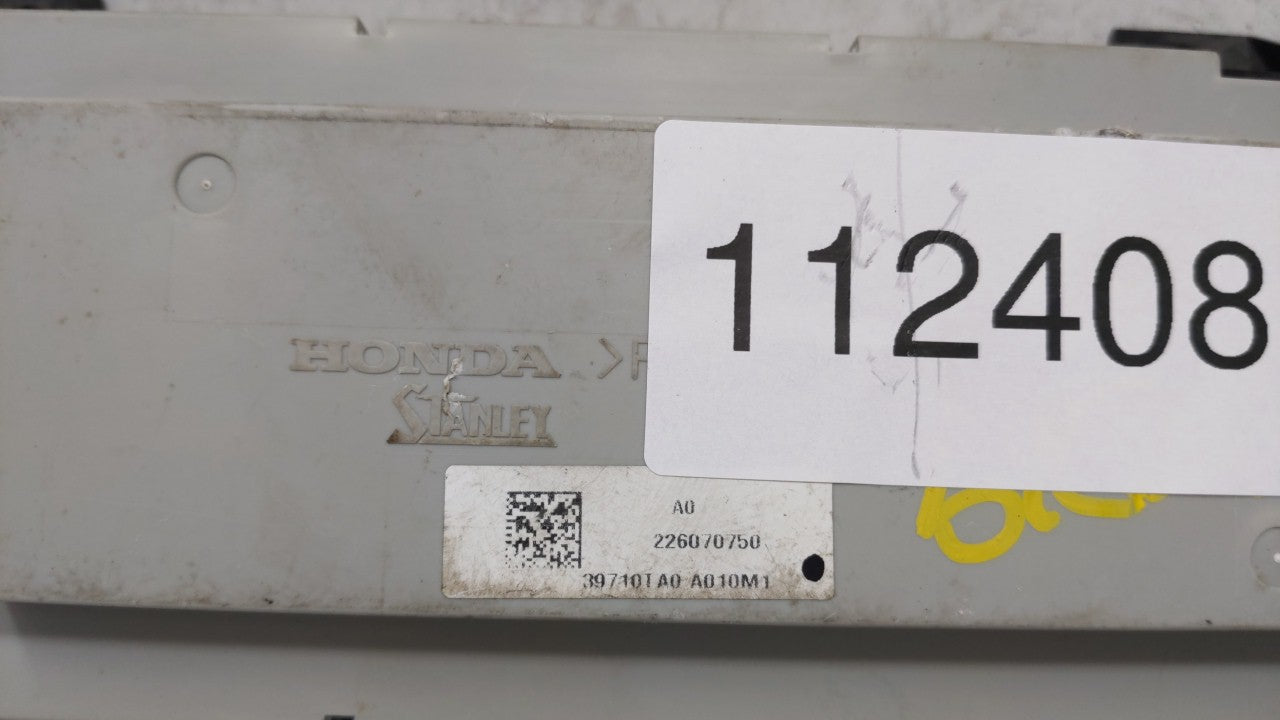 112408
HONDA >P
STANLEY
A0
226070750
39710TA0 A010M1